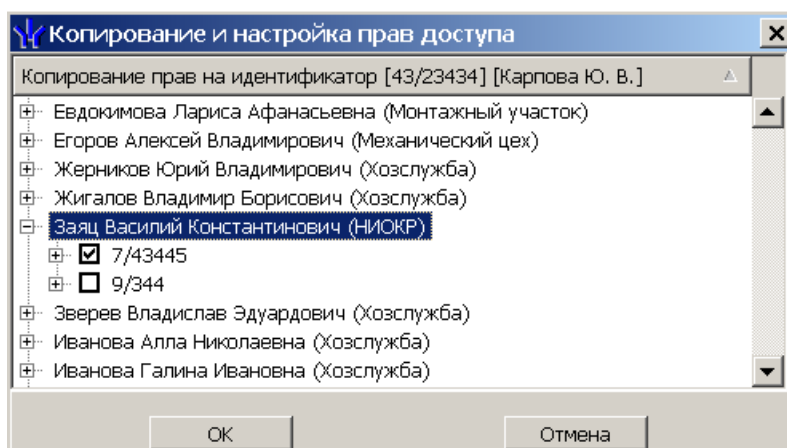 Копирование и настройка прав доступа
Копирование прав на идентификатор [43/23434] [Карпова Ю. В.]
Евдокимова Лариса Афанасьевна (Монтажный участок)
Егоров Алексей Владимирович (Механический цех)
Жерников Юрий Владимирович (Хозслужба)
Жигалов Владимир Борисович (Хозслужба)
Заяц Василий Константинович (НИОКР)
7/43445
9/344
Зверев Владислав Эдуардович (Хозслужба)
Иванова Алла Николаевна (Хозслужба)
Иванова Галина Ивановна (Хозслужба)
ОК Отмена